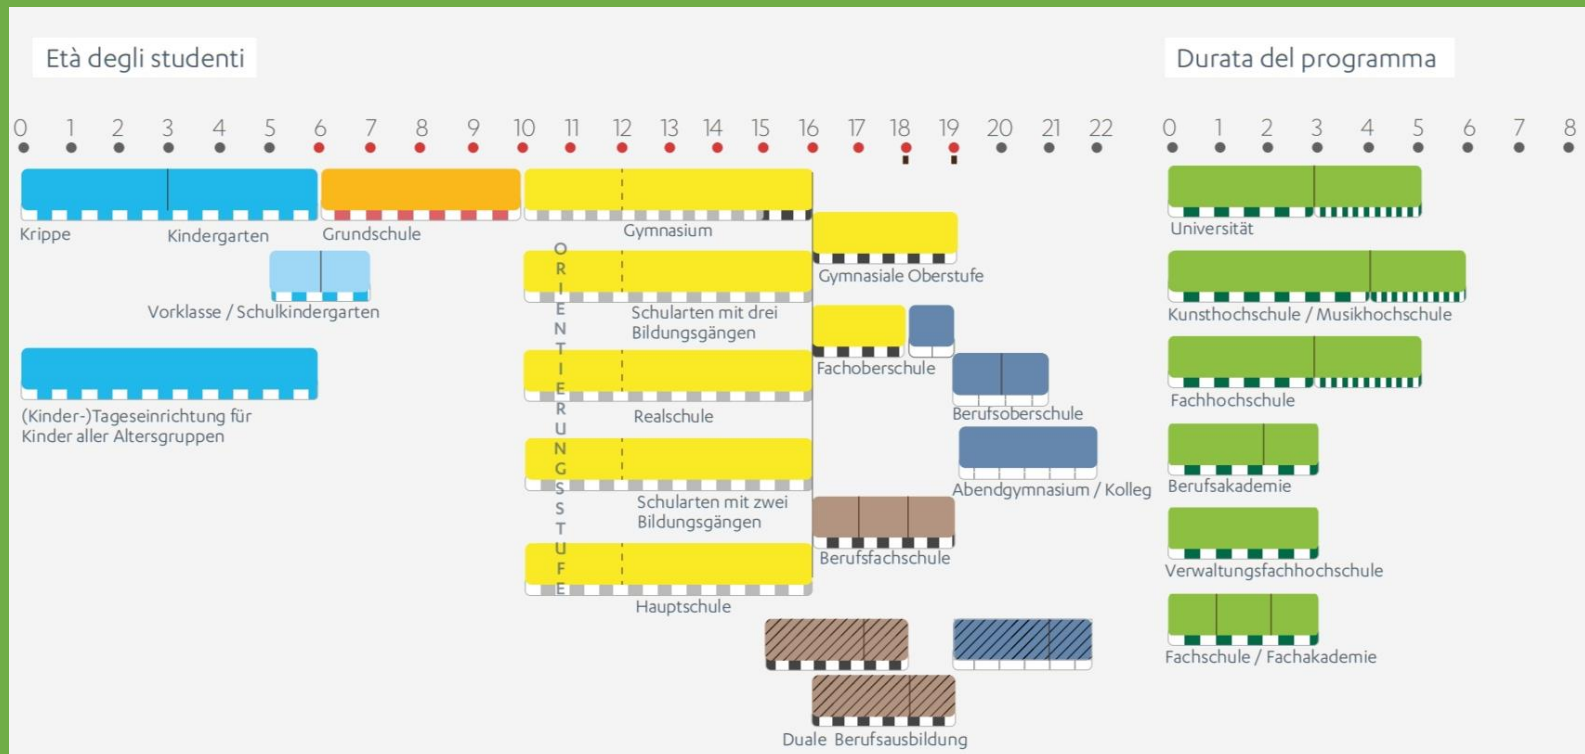 Età degli studenti
Durata del programma
0 1 2 3 4 5 6 7 8 9 10 11 12 13 14 15 16 17 18 19 20 21 22
0 1 2 3 4 5 6 7 8
Krippe
Kindergarten
Grundschule
Gymnasium
Vorklasse / Schulkindergarten
(Kinder-)Tageseinrichtung für
Kinder aller Altersgruppen
ORIENTIERUNGSSTUFE
Schularten mit drei
Bildungsgängen
Realschule
Schularten mit zwei
Bildungsgängen
Hauptschule
Gymnasiale Oberstufe
Fachoberschule
Berufsoberschule
Abendgymnasium / Kolleg
Berufsfachschule
Duale Berufsausbildung
Universität
Kunsthochschule / Musikhochschule
Fachhochschule
Berufsakademie
Verwaltungsfachhochschule
Fachschule / Fachakademie